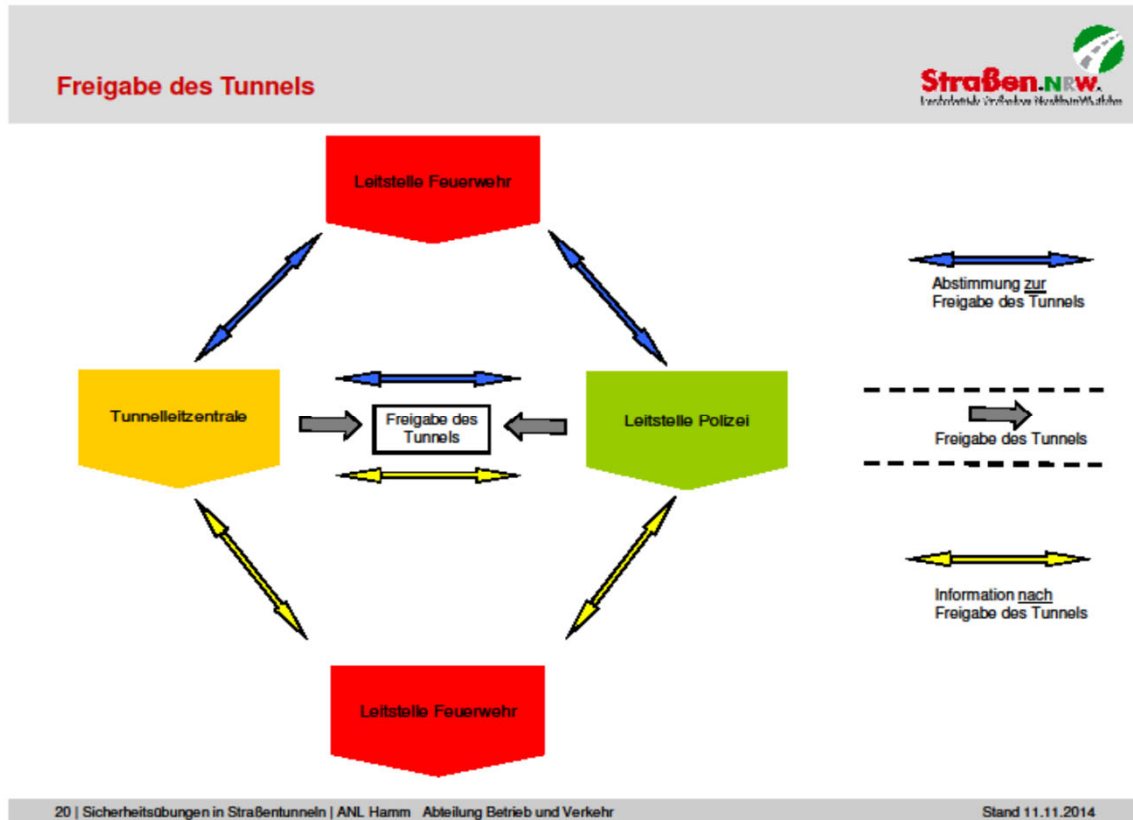 Freigabe des Tunnels
Straßen.NRW.
Leitstelle Feuerwehr
Abstimmung zur
Freigabe des Tunnels
Tunnelleitzentrale
Freigabe des
Tunnels
Leitstelle Polizei
Freigabe des Tunnels
Information nach
Freigabe des Tunnels
Leitstelle Feuerwehr
20 | Sicherheitsübungen in Straßentunneln | ANL Hamm Abteilung Betrieb und Verkehr
Stand 11.11.2014